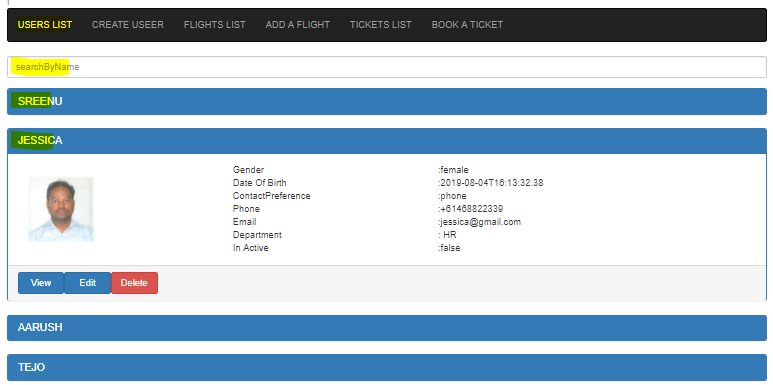 USERS LIST CREATE USEER FLIGHTS LIST ADD A FLIGHT TICKETS LIST BOOK A TICKET
searchByName
SREENU
JESSICA
Gender :female
Date Of Birth :2019-08-04T16:13:32.38
ContactPreference :phone
Phone :+61468822339
Email :jessica@gmail.com
Department : HR
In Active :false
View Edit Delete
AARUSH
TEJO